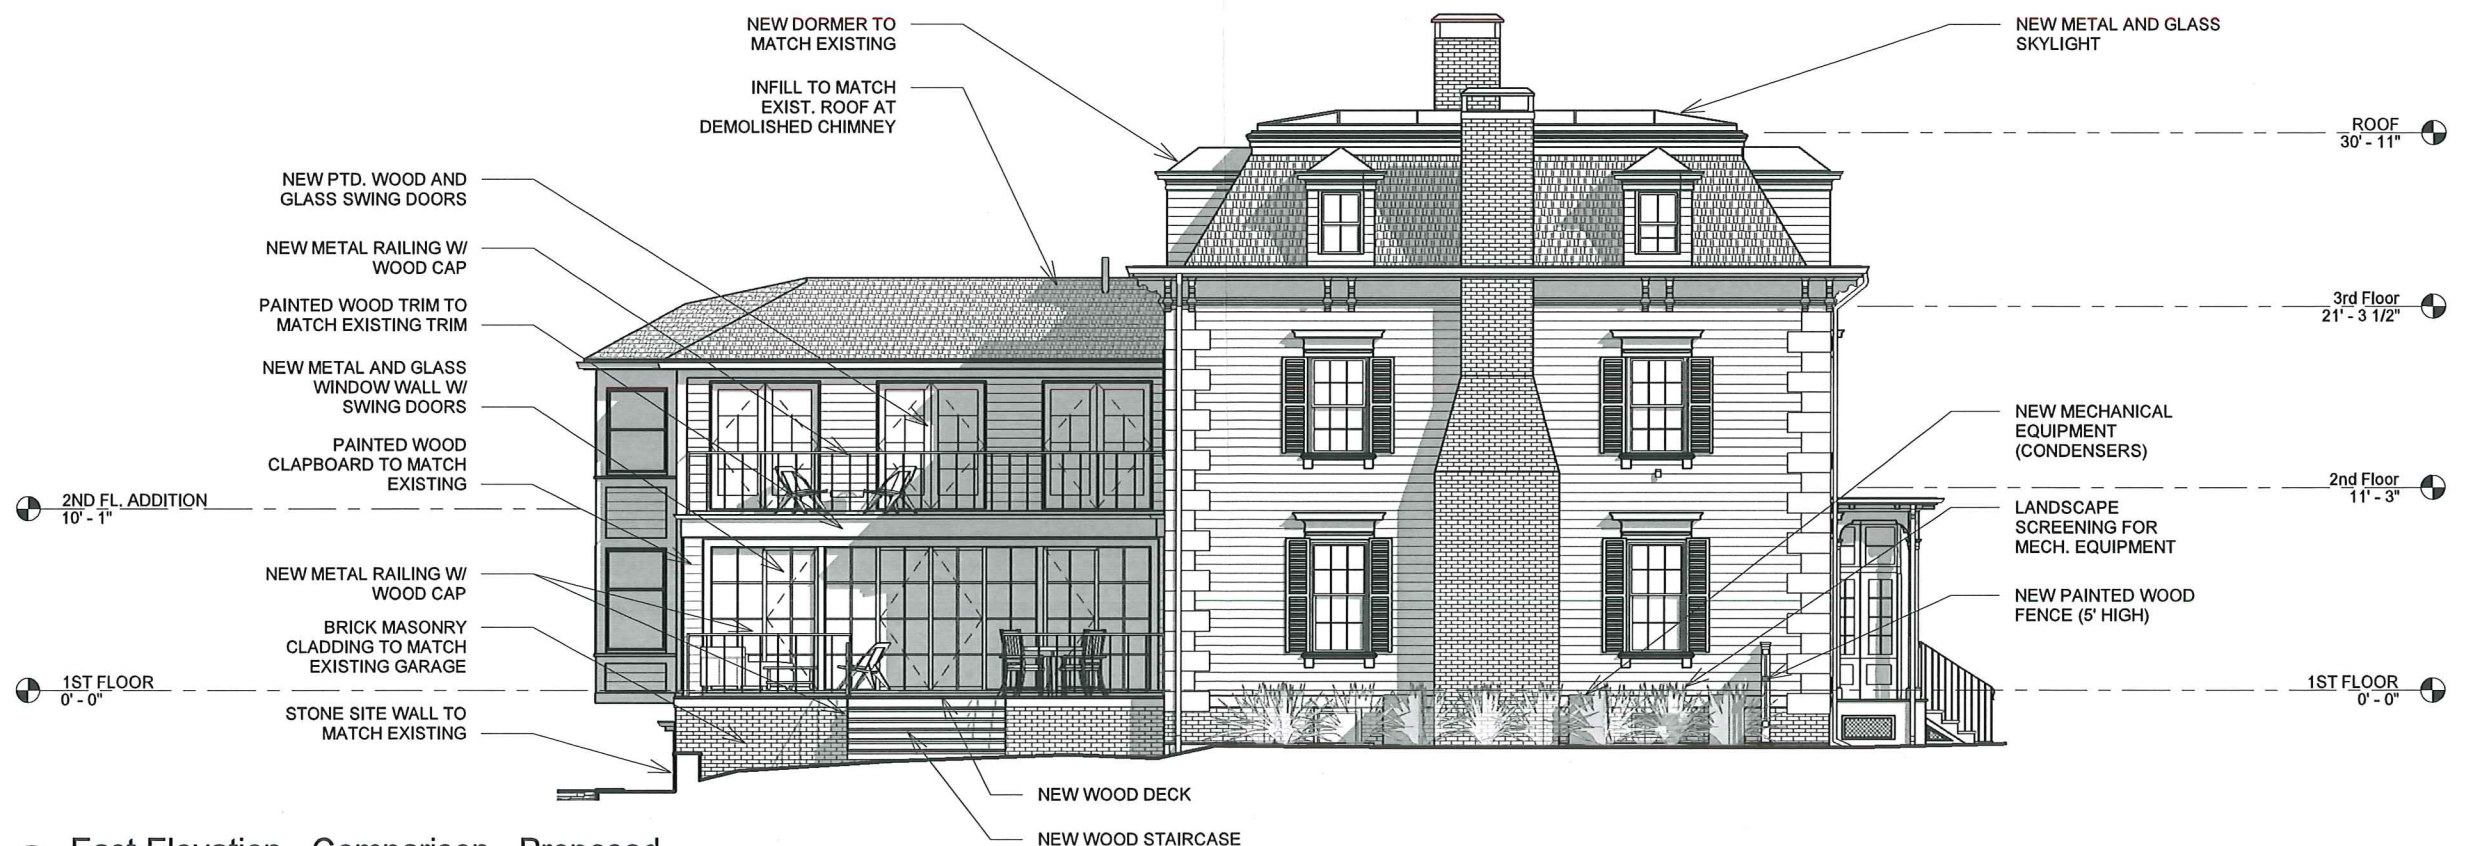 NEW DORMER TO
MATCH EXISTING
INFILL TO MATCH
EXIST. ROOF AT
DEMOLISHED CHIMNEY
NEW PTD. WOOD AND
GLASS SWING DOORS
NEW METAL RAILING W/
WOOD CAP
PAINTED WOOD TRIM TO
MATCH EXISTING TRIM
NEW METAL AND GLASS
WINDOW WALL W/
SWING DOORS
PAINTED WOOD
CLAPBOARD TO MATCH
EXISTING
2ND FL. ADDITION
10' - 1"
NEW METAL RAILING W/
WOOD CAP
BRICK MASONRY
CLADDING TO MATCH
EXISTING GARAGE
1ST FLOOR
0' - 0"
STONE SITE WALL TO
MATCH EXISTING
NEW WOOD DECK
NEW WOOD STAIRCASE
NEW METAL AND GLASS
SKYLIGHT
ROOF
30' - 11"
3rd Floor
21' - 3 1/2"
NEW MECHANICAL
EQUIPMENT
(CONDENSERS)
2nd Floor
11' - 3"
LANDSCAPE
SCREENING FOR
MECH. EQUIPMENT
NEW PAINTED WOOD
FENCE (5' HIGH)
1ST FLOOR
0' - 0"
East Elevation - Comparison - Proposed